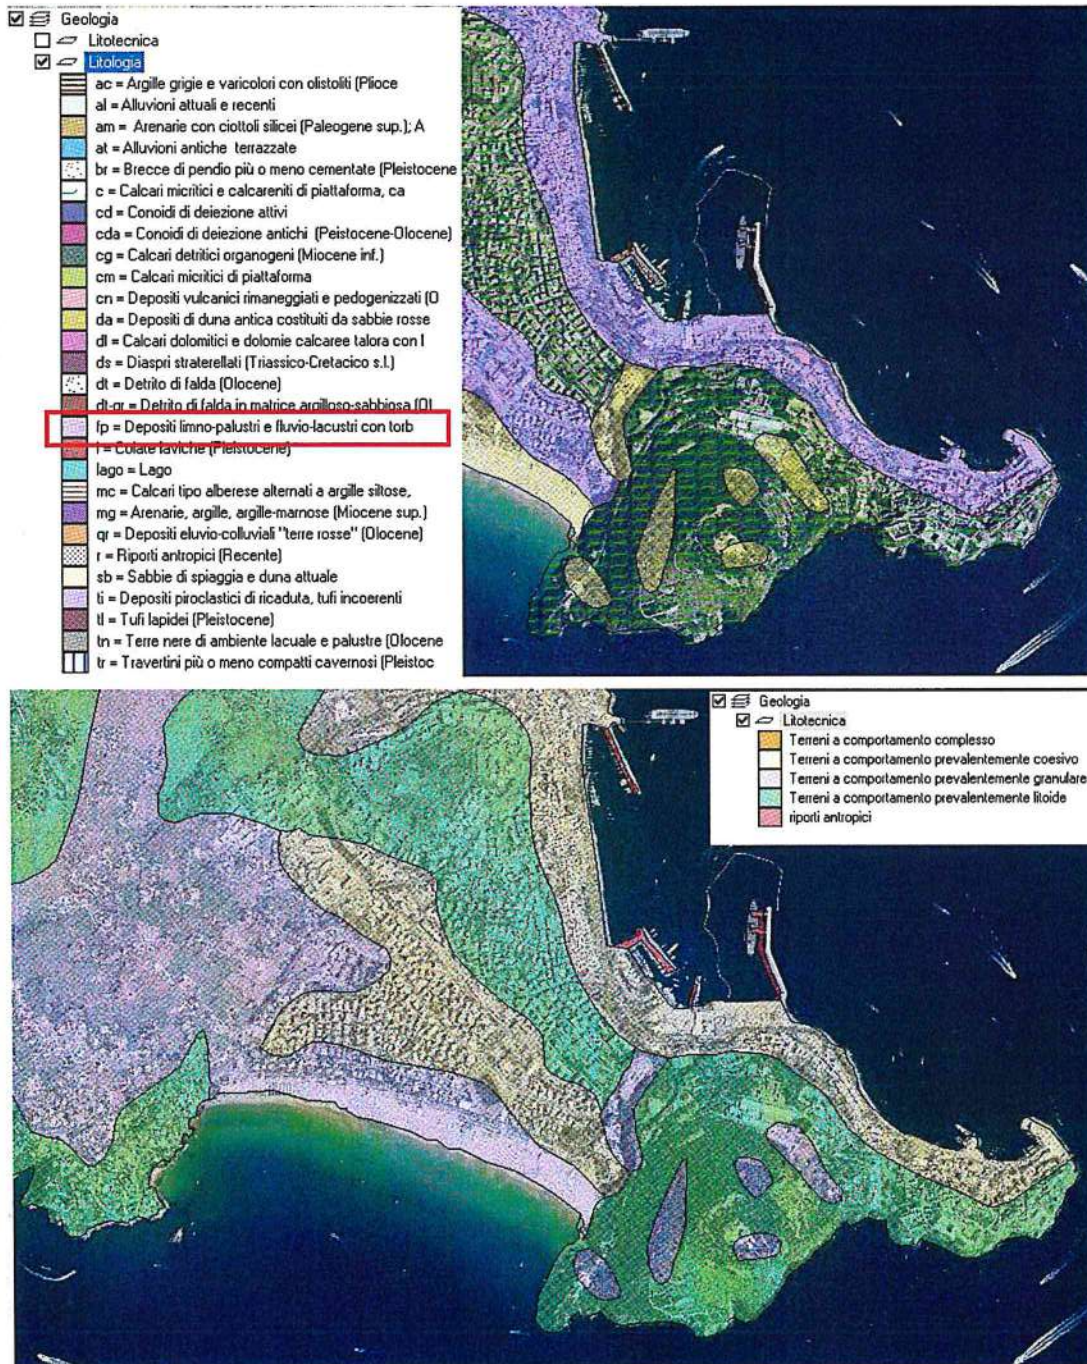 Geologia
Litotecnica
Litologia
ac = Argille grigie e varicolori con olistoliti (Plioce
al = Alluvioni attuali e recenti
am = Arenarie con ciottoli silicei (Paleogene sup.); A
at = Alluvioni antiche terrazzate
br = Brecce di pendio più o meno cementate (Pleistocene
c = Calcari micritici e calcareniti di piattaforma, ca
cd = Conoidi di deiezione attivi
cda = Conoidi di deiezione antichi (Peistocene-Olocene)
cg = Calcari detritici organogeni (Miocene inf.)
cm = Calcari micritici di piattaforma
cn = Depositi vulcanici rimaneggiati e pedogenizzati (O
da = Depositi di duna antica costituiti da sabbie rosse
dl = Calcari dolomitici e dolomie calcaree talora con l
ds = Diaspri straterellati (Triassico-Cretacico s.l.)
dt = Detrito di falda (Olocene)
dt-gr = Detrito di falda in matrice argilloso-sabbiosa (Ol
fp = Depositi limno-palustri e fluvio-lacustri con torb
l = Colate laviche (Pleistocene)
lago = Lago
mc = Calcari tipo alberese alternati a argille siltose,
mg = Arenarie, argille, argille-marnose (Miocene sup.)
qr = Depositi eluvio-colluviali "terre rosse" (Olocene)
r = Riporti antropici (Recente)
sb = Sabbie di spiaggia e duna attuale
ti = Depositi piroclastici di ricaduta, tufi incoerenti
tl = Tufi lapidei (Pleistocene)
tn = Terre nere di ambiente lacuale e palustre (Olocene
tr = Travertini più o meno compatti cavernosi (Pleistoc
Geologia
Litotecnica
Terreni a comportamento complesso
Terreni a comportamento prevalentemente coesivo
Terreni a comportamento prevalentemente granulare
Terreni a comportamento prevalentemente litoide
riporti antropici